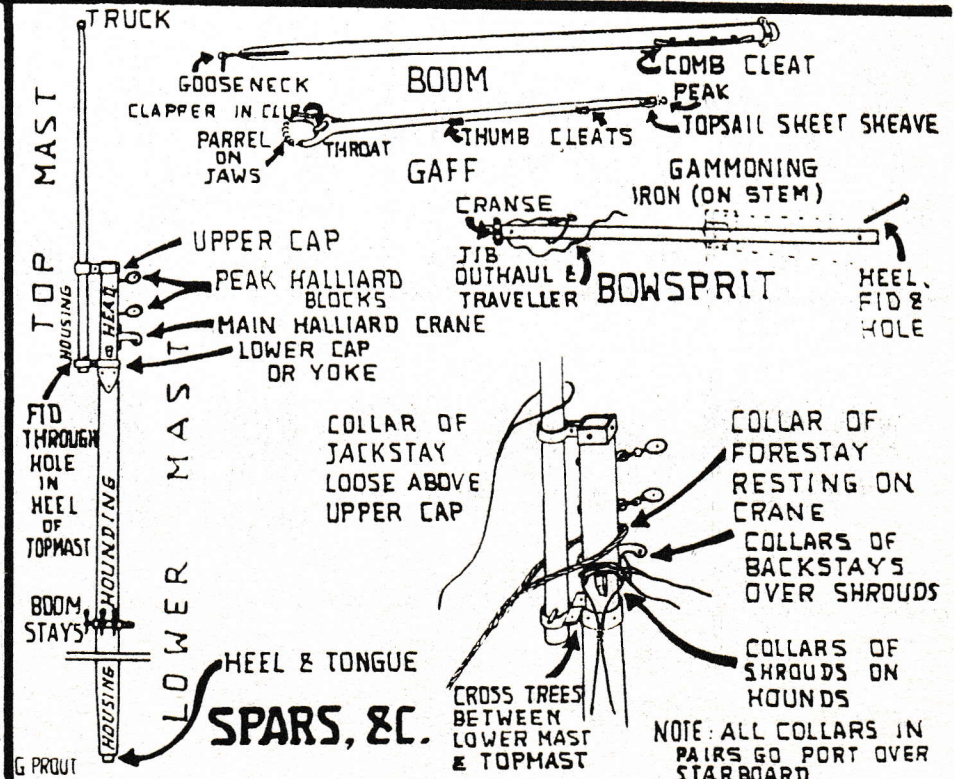 TRUCK
TOP MAST
HOUSING
HEAD
UPPER CAP
PEAK HALLIARD
BLOCKS
MAIN HALLIARD CRANE
LOWER CAP
OR YOKE
FID
THROUGH
HOLE
IN
HEEL
OF
TOPMAST
HOUNDING
LOWER MAST
BOOM
STAYS
HOUSING
HEEL & TONGUE
SPARS, &C.
G PROUT
GOOSENECK
BOOM
COMB CLEAT
CLAPPER IN CLIP
PARREL
ON
JAWS
THROAT
THUMB CLEATS
PEAK
TOPSAIL SHEET SHEAVE
GAFF
GAMMONING
IRON (ON STEM)
CRANSE
JIB
OUTHAUL &
TRAVELLER
BOWSPRIT
HEEL,
FID &
HOLE
COLLAR OF
JACKSTAY
LOOSE ABOVE
UPPER CAP
COLLAR OF
FORESTAY
RESTING ON
CRANE
COLLARS OF
BACKSTAYS
OVER SHROUDS
COLLARS OF
SHROUDS ON
HOUNDS
CROSS TREES
BETWEEN
LOWER MAST
& TOPMAST
NOTE: ALL COLLARS IN
PAIRS GO PORT OVER
STARBOARD